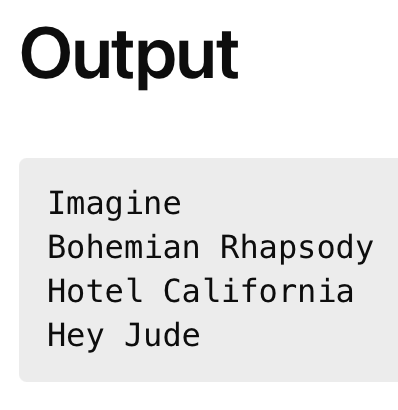 Output
Imagine
Bohemian Rhapsody
Hotel California
Hey Jude